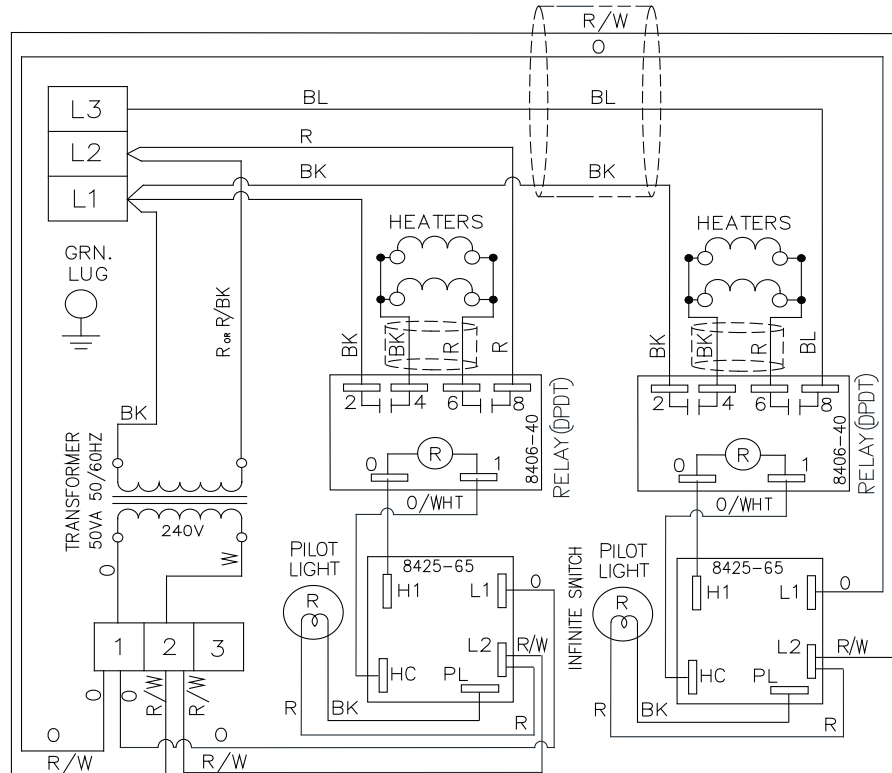 R/W
O
L3
BL
BL
L2
R
L1
BK
BK
HEATERS
HEATERS
GRN.
LUG
R OR R/BK
BK
BK
R
R
BK
BK
R
BL
2
4
6
8
2
4
6
8
8406-40
RELAY(DPDT)
8406-40
RELAY(DPDT)
BK
TRANSFORMER
50VA 50/60HZ
240V
O
W
0
R
1
0
R
1
O/WHT
O/WHT
PILOT
LIGHT
R
8425-65
H1
L1
O
L2
R/W
HC
PL
R
BK
R
INFINITE SWITCH
PILOT
LIGHT
R
8425-65
H1
L1
O
L2
R/W
HC
PL
R
BK
R
1
2
3
O
O
R/W
R/W
O
O
R/W
R/W